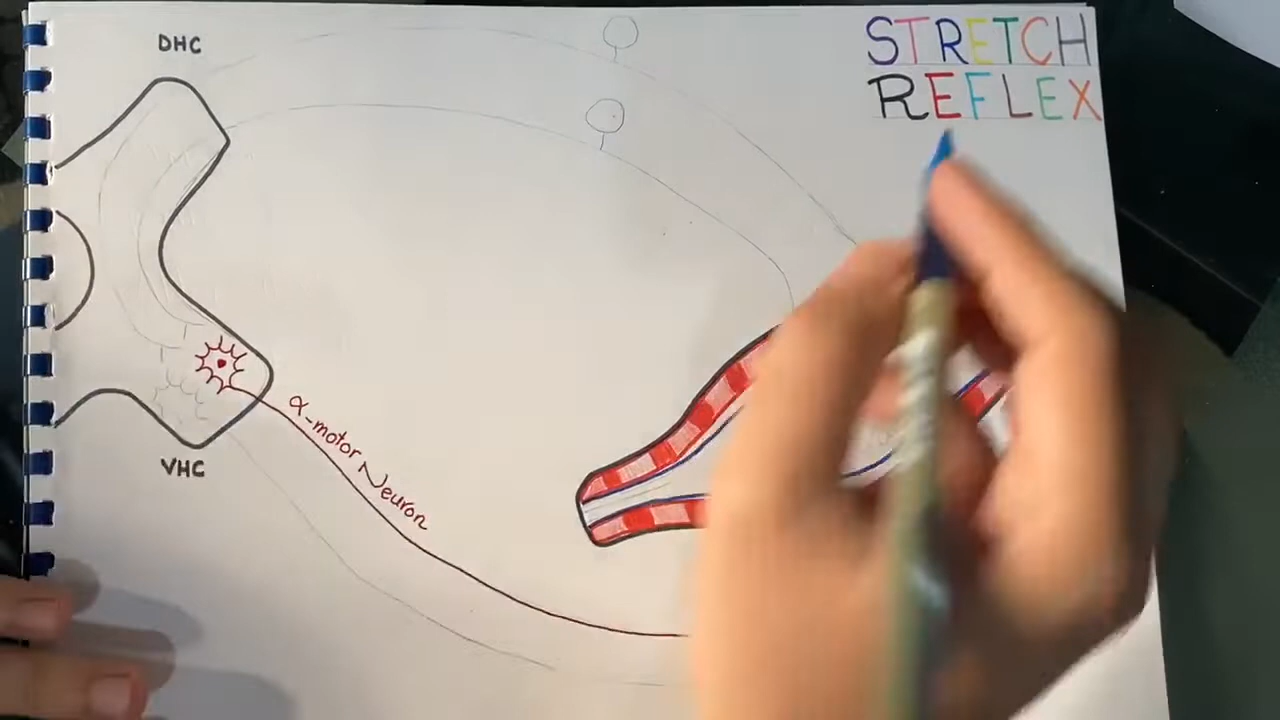 DHC
STRETCH
REFLEX
α-motor Neuron
VHC